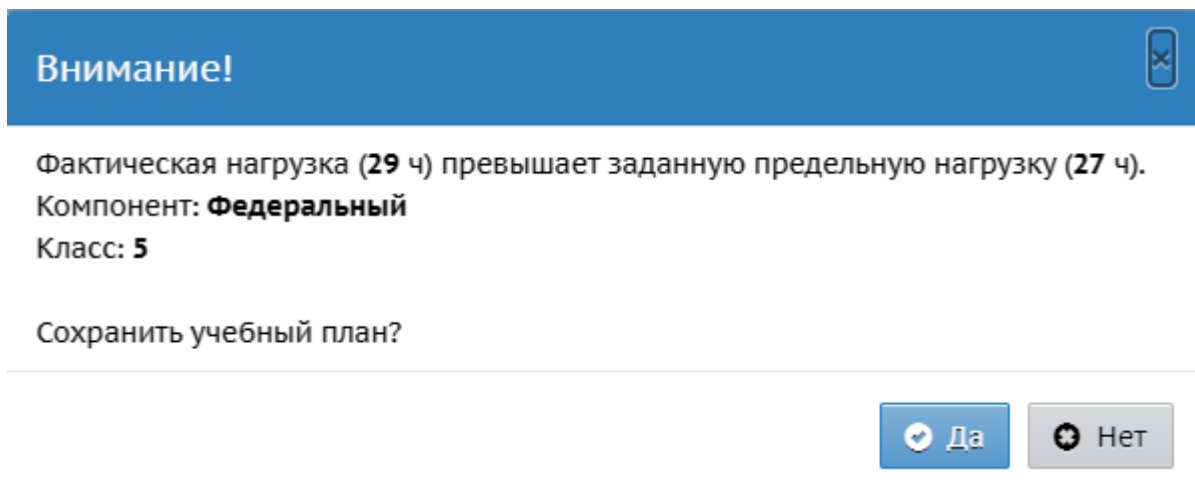 Внимание!
Фактическая нагрузка (29 ч) превышает заданную предельную нагрузку (27 ч).
Компонент: Федеральный
Класс: 5
Сохранить учебный план?
Да
Нет